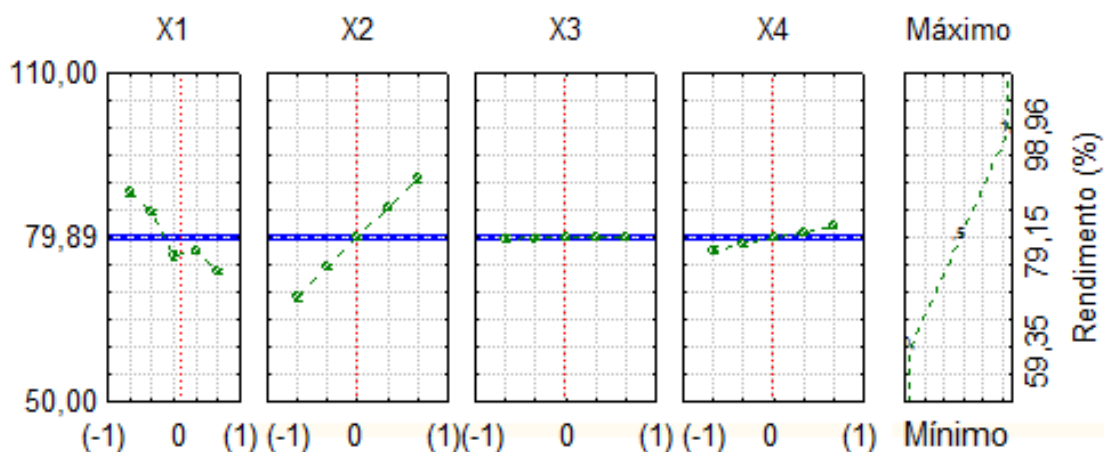 X1 X2 X3 X4 Máximo
110,00
79,89
50,00
98,96
79,15
59,35
Rendimento (%)
(-1) 0 (1) (-1) 0 (1) (-1) 0 (1) (-1) 0 (1) Mínimo